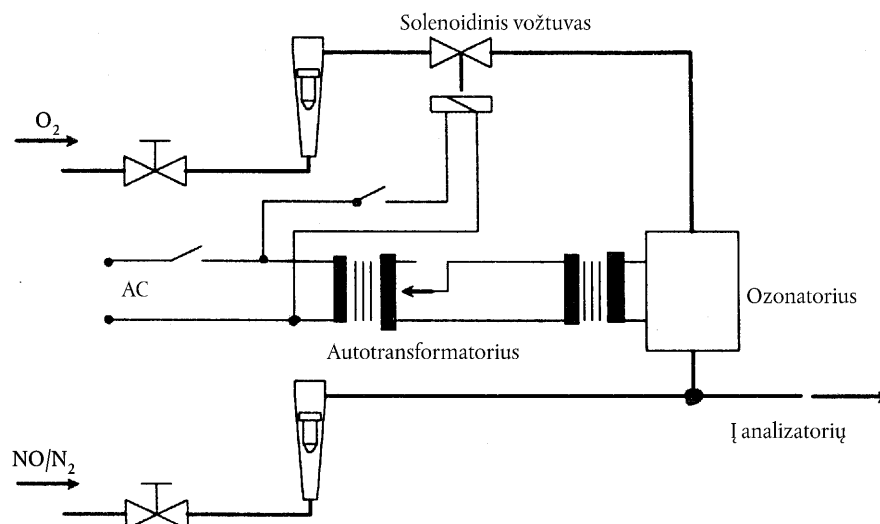 Solenoidinis vožtuvas
O₂
AC
Ozonatorius
Autotransformatorius
Į analizatorių
NO/N₂